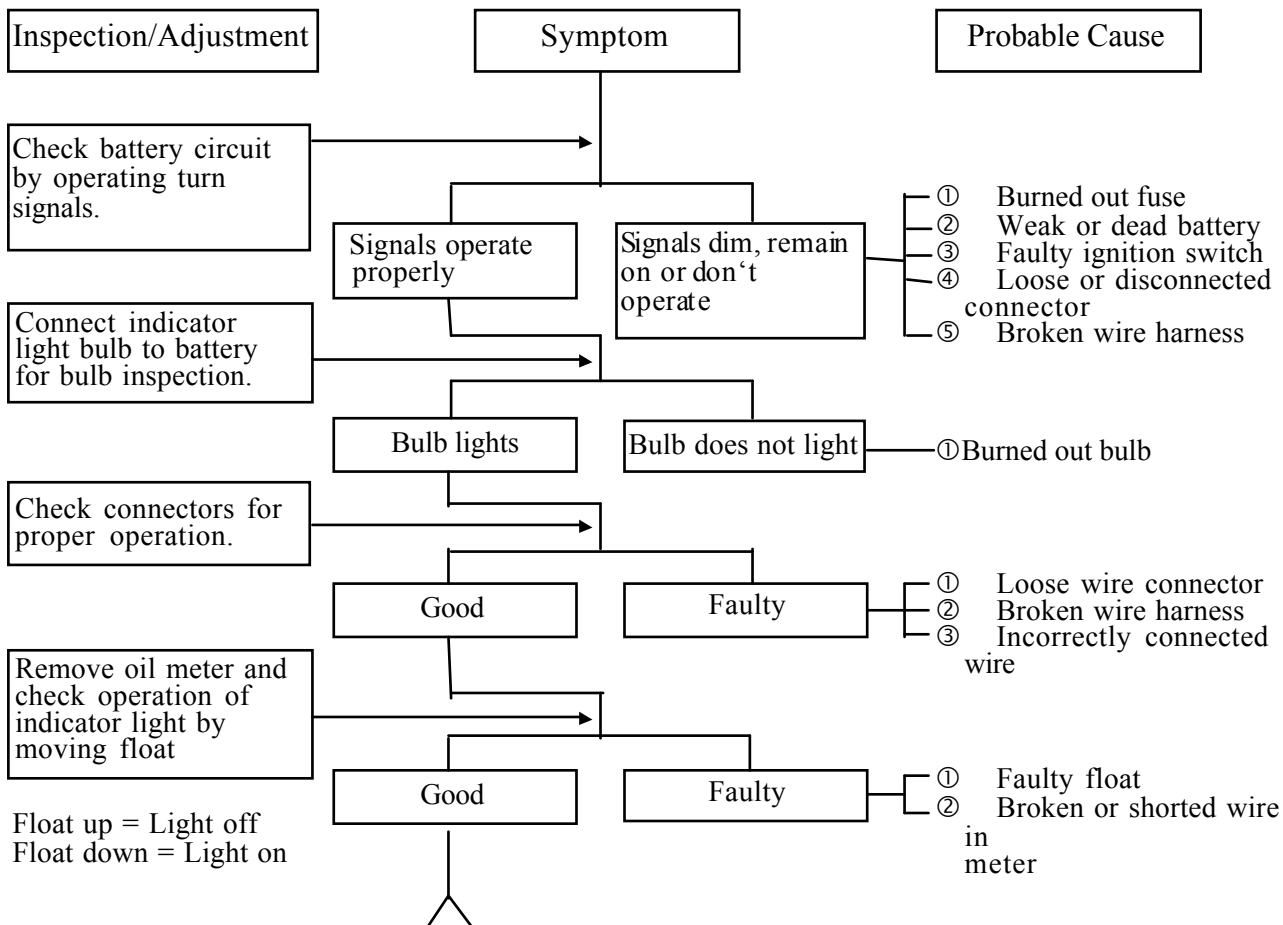 Inspection/Adjustment
Symptom
Probable Cause
Check battery circuit
by operating turn
signals.
Signals operate
properly
Signals dim, remain
on or don‘t
operate
① Burned out fuse
② Weak or dead battery
③ Faulty ignition switch
④ Loose or disconnected
connector
⑤ Broken wire harness
Connect indicator
light bulb to battery
for bulb inspection.
Bulb lights
Bulb does not light
①Burned out bulb
Check connectors for
proper operation.
Good
Faulty
① Loose wire connector
② Broken wire harness
③ Incorrectly connected
wire
Remove oil meter and
check operation of
indicator light by
moving float
Good
Faulty
① Faulty float
② Broken or shorted wire
in
meter
Float up = Light off
Float down = Light on